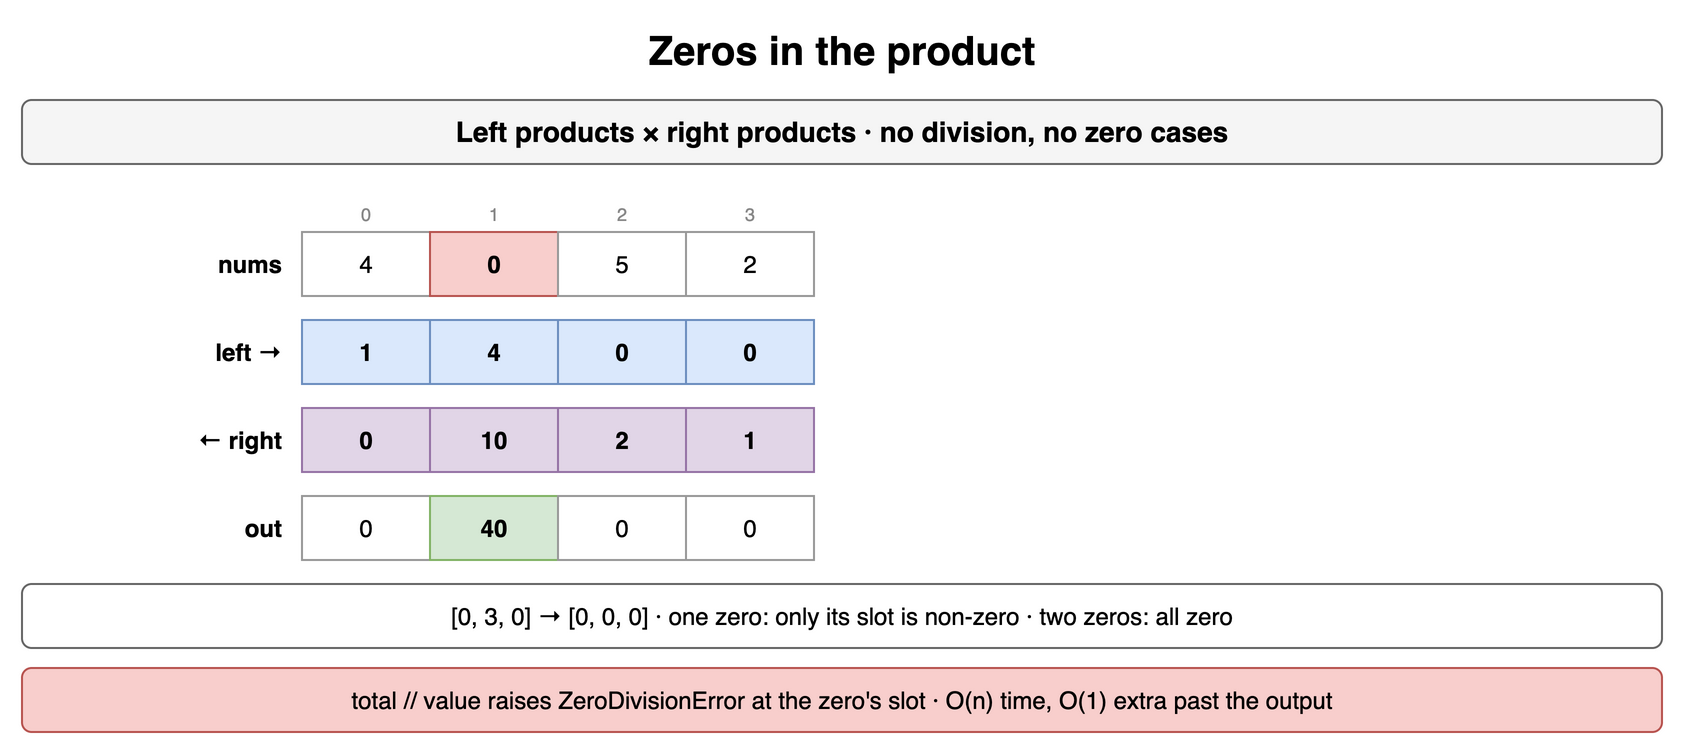 Zeros in the product
Left products × right products · no division, no zero cases
0 1 2 3
nums 4 0 5 2
left → 1 4 0 0
← right 0 10 2 1
out 0 40 0 0
[0, 3, 0] → [0, 0, 0] · one zero: only its slot is non-zero · two zeros: all zero
total // value raises ZeroDivisionError at the zero's slot · O(n) time, O(1) extra past the output